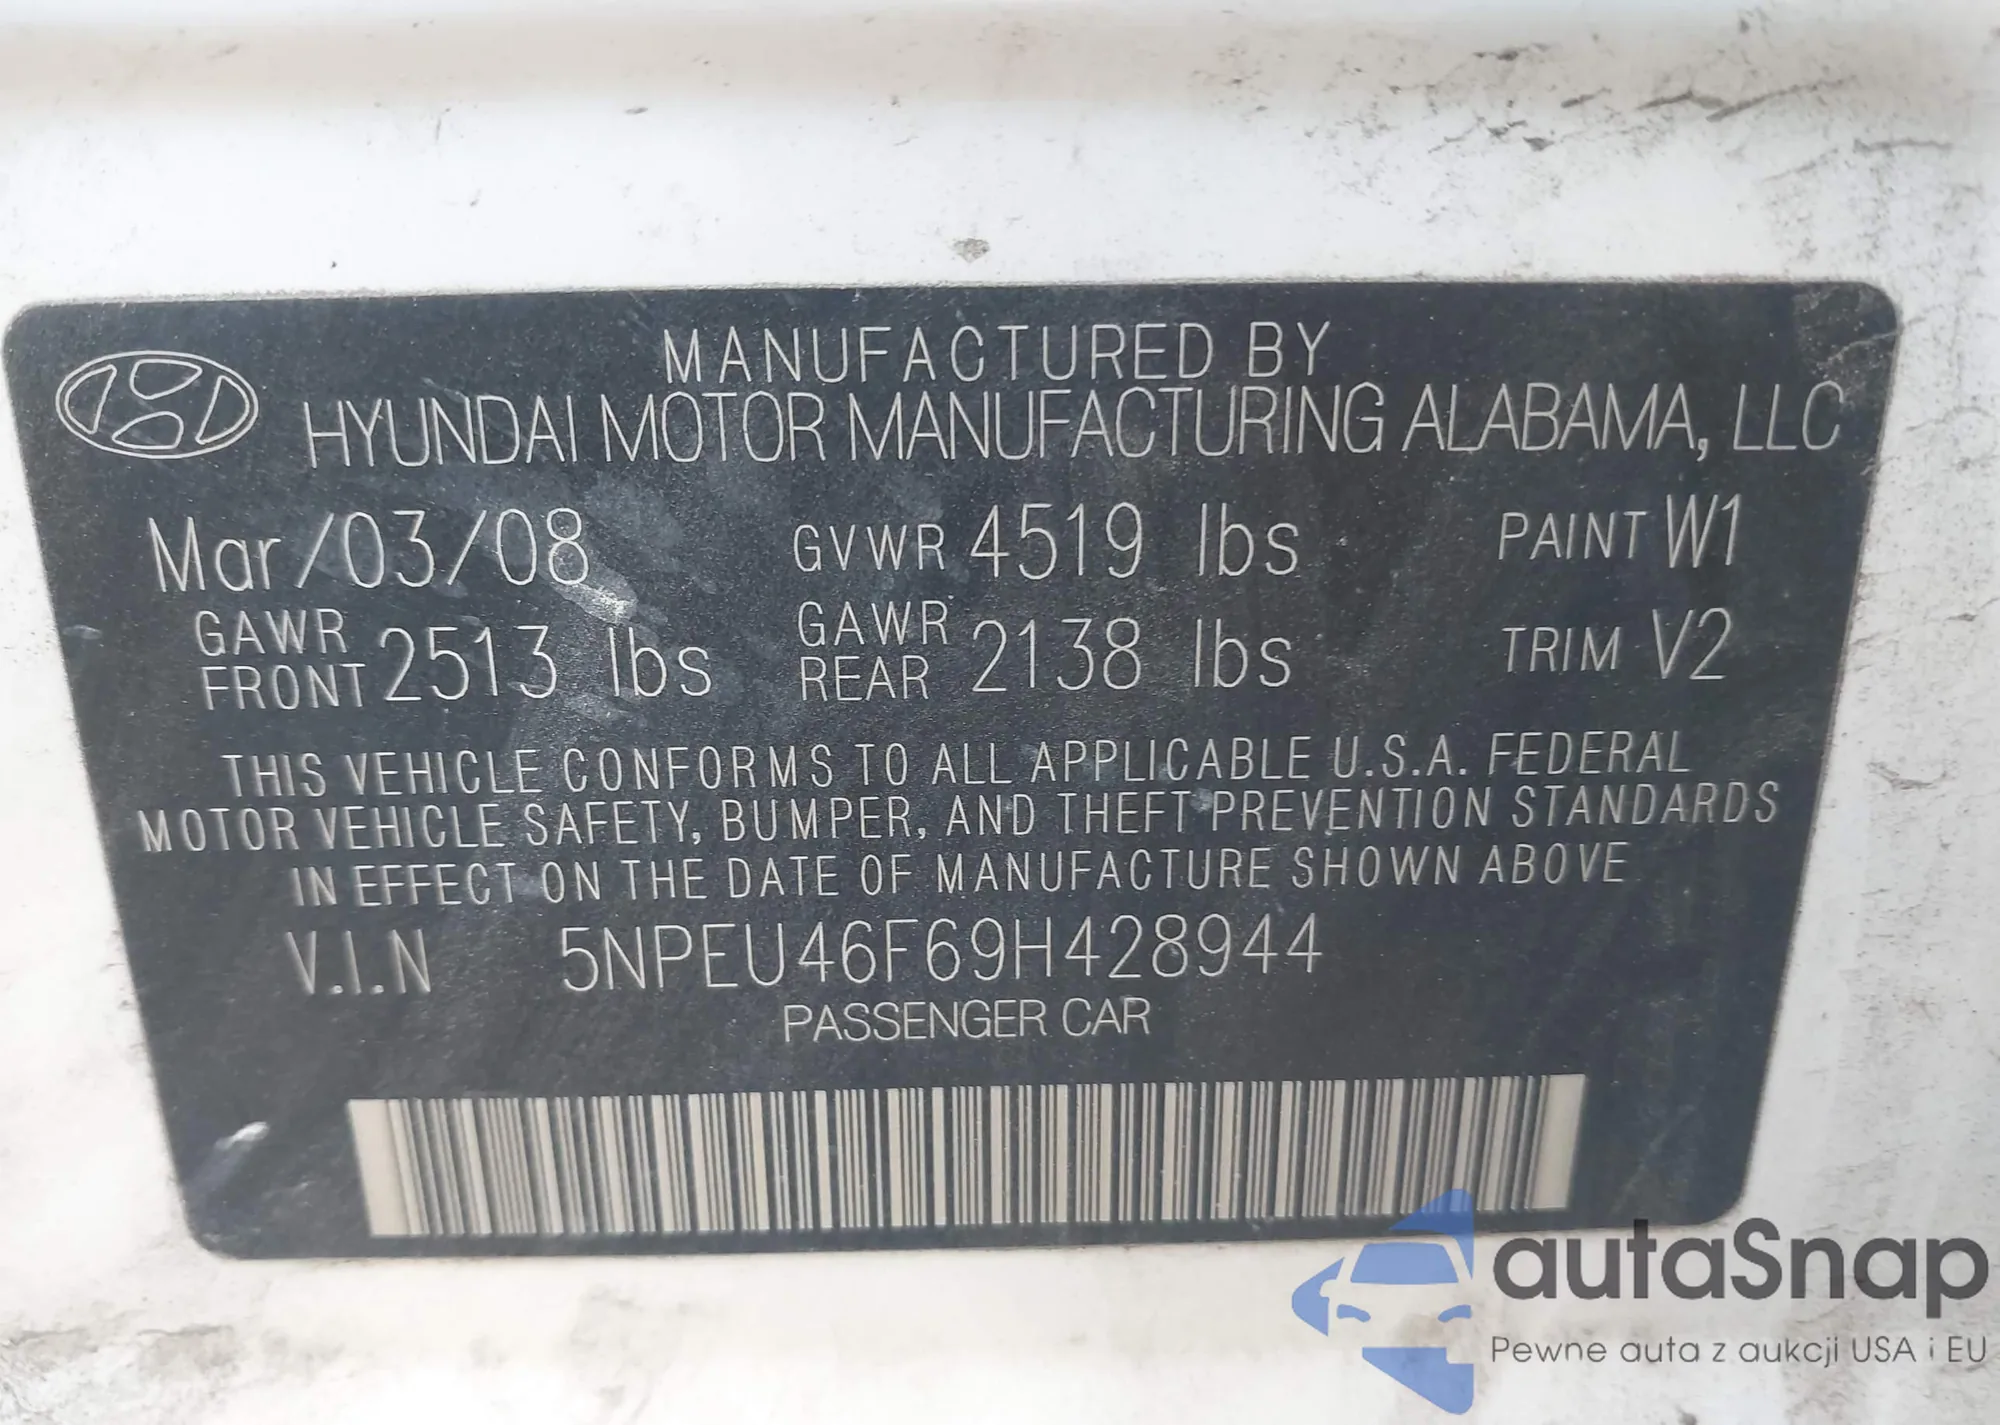 MANUFACTURED BY
HYUNDAI MOTOR MANUFACTURING ALABAMA, LLC
Mar/03/08 GVWR 4519 lbs PAINT W1
GAWR FRONT 2513 lbs GAWR REAR 2138 lbs TRIM V2
THIS VEHICLE CONFORMS TO ALL APPLICABLE U.S.A. FEDERAL
MOTOR VEHICLE SAFETY, BUMPER, AND THEFT PREVENTION STANDARDS
IN EFFECT ON THE DATE OF MANUFACTURE SHOWN ABOVE
V.I.N 5NPEU46F69H428944
PASSENGER CAR
autaSnap
Pewne auta z aukcji USA i EU